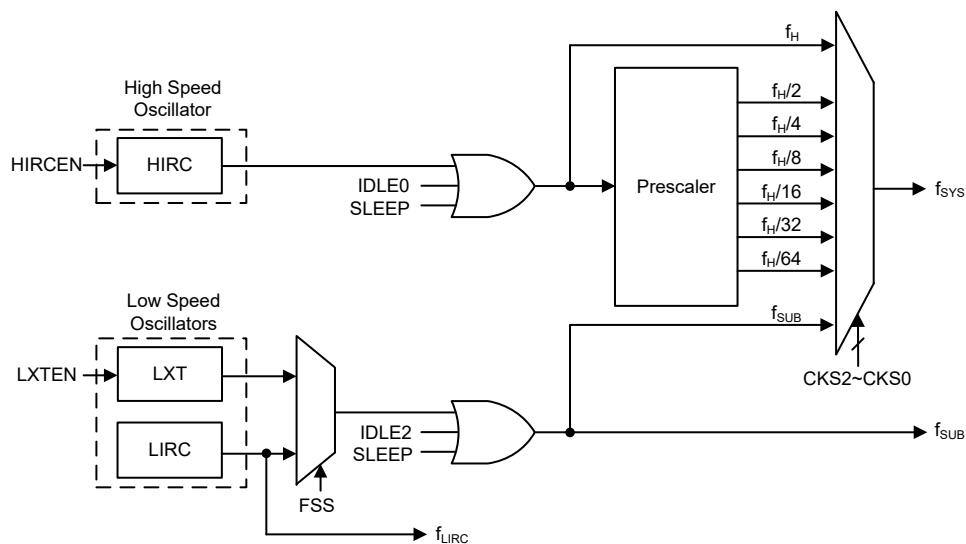 High Speed
Oscillator
HIRCEN
HIRC
IDLE0
SLEEP
Prescaler
fH
fH/2
fH/4
fH/8
fH/16
fH/32
fH/64
fSUB
fSYS
CKS2~CKS0
Low Speed
Oscillators
LXTEN
LXT
LIRC
FSS
IDLE2
SLEEP
fSUB
fLIRC